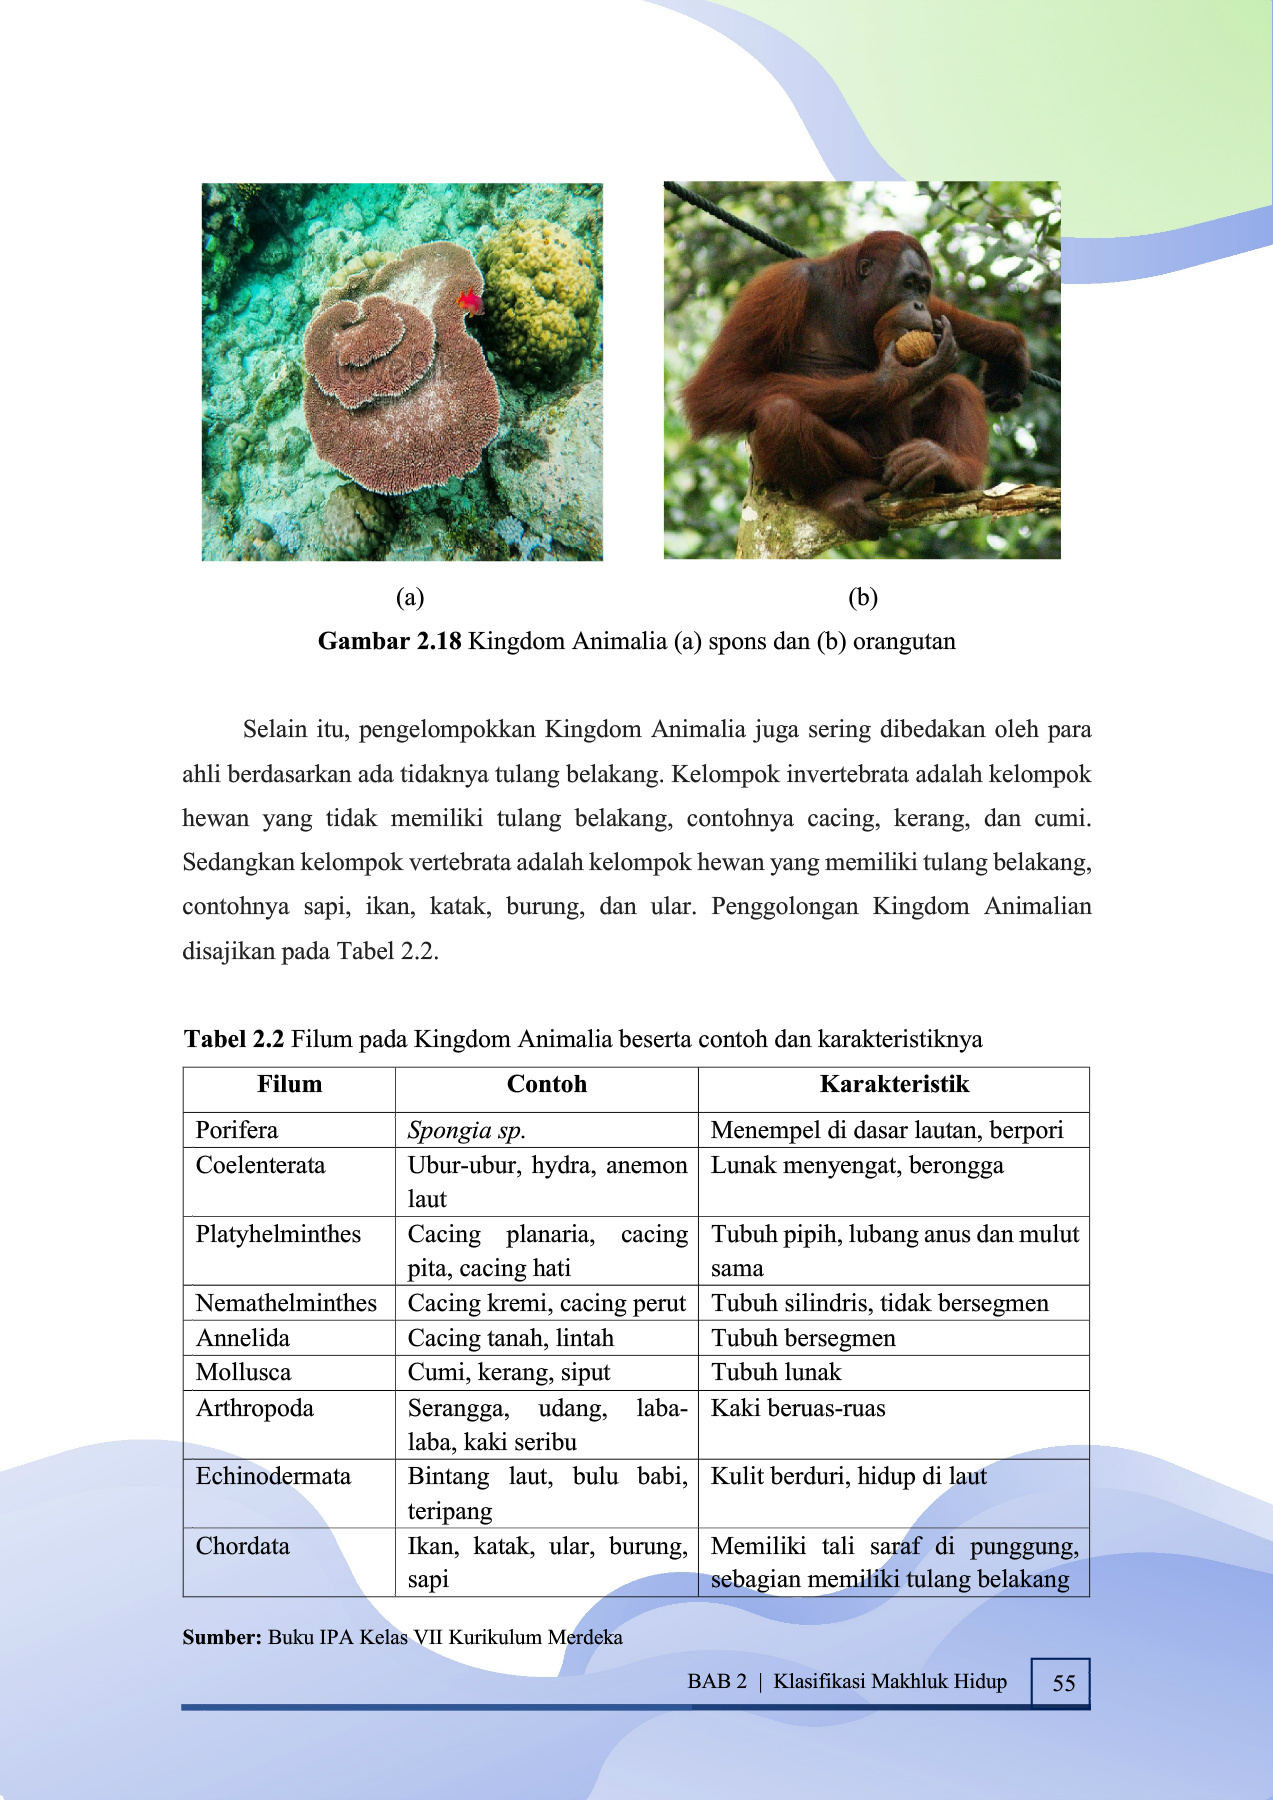 (a)
(b)
Gambar 2.18 Kingdom Animalia (a) spons dan (b) orangutan
Selain itu, pengelompokkan Kingdom Animalia juga sering dibedakan oleh para
ahli berdasarkan ada tidaknya tulang belakang. Kelompok invertebrata adalah kelompok
hewan yang tidak memiliki tulang belakang, contohnya cacing, kerang, dan cumi.
Sedangkan kelompok vertebrata adalah kelompok hewan yang memiliki tulang belakang,
contohnya sapi, ikan, katak, burung, dan ular. Penggolongan Kingdom Animalian
disajikan pada Tabel 2.2.
Tabel 2.2 Filum pada Kingdom Animalia beserta contoh dan karakteristiknya
Filum Contoh Karakteristik
Porifera Spongia sp. Menempel di dasar lautan, berpori
Coelenterata Ubur-ubur, hydra, anemon Lunak menyengat, berongga
laut
Platyhelminthes Cacing planaria, cacing Tubuh pipih, lubang anus dan mulut
pita, cacing hati sama
Nemathelminthes Cacing kremi, cacing perut Tubuh silindris, tidak bersegmen
Annelida Cacing tanah, lintah Tubuh bersegmen
Mollusca Cumi, kerang, siput Tubuh lunak
Arthropoda Serangga, udang, laba- Kaki beruas-ruas
laba, kaki seribu
Echinodermata Bintang laut, bulu babi, Kulit berduri, hidup di laut
teripang
Chordata Ikan, katak, ular, burung, Memiliki tali saraf di punggung,
sapi sebagian memiliki tulang belakang
Sumber: Buku IPA Kelas VII Kurikulum Merdeka
BAB 2 | Klasifikasi Makhluk Hidup 55